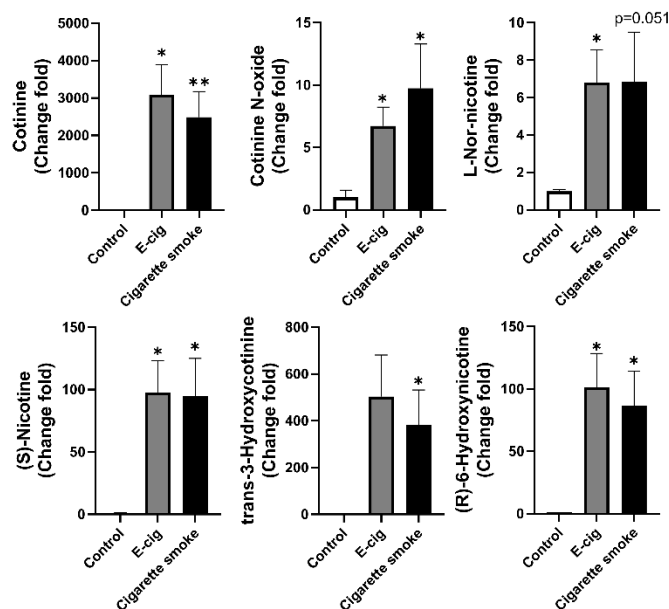 Cotinine
(Change fold)
5000
4000
3000
2000
1000
0
*
**
Control
E-cig
Cigarette smoke
Cotinine N-oxide
(Change fold)
15
10
5
0
*
*
Control
E-cig
Cigarette smoke
L-Nor-nicotine
(Change fold)
10
8
6
4
2
0
*
p=0.051
Control
E-cig
Cigarette smoke
(S)-Nicotine
(Change fold)
150
100
50
0
*
*
Control
E-cig
Cigarette smoke
trans-3-Hydroxycotinine
(Change fold)
800
600
400
200
0
*
Control
E-cig
Cigarette smoke
(R)-6-Hydroxynicotine
(Change fold)
150
100
50
0
*
*
Control
E-cig
Cigarette smoke